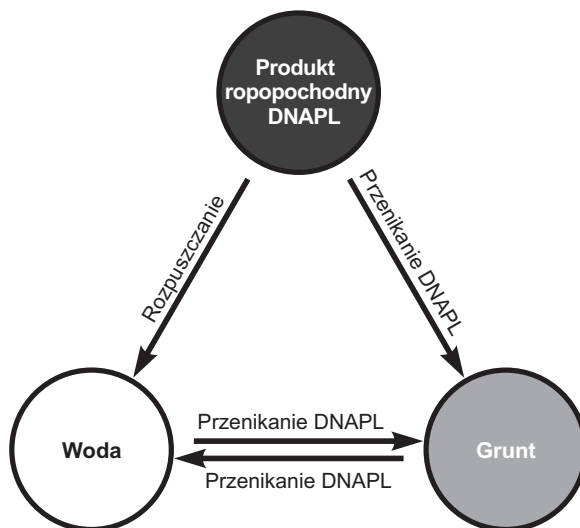 Produkt
ropopochodny
DNAPL
Rozpuszczanie
Przenikanie DNAPL
Przenikanie DNAPL
Woda
Grunt
Przenikanie DNAPL